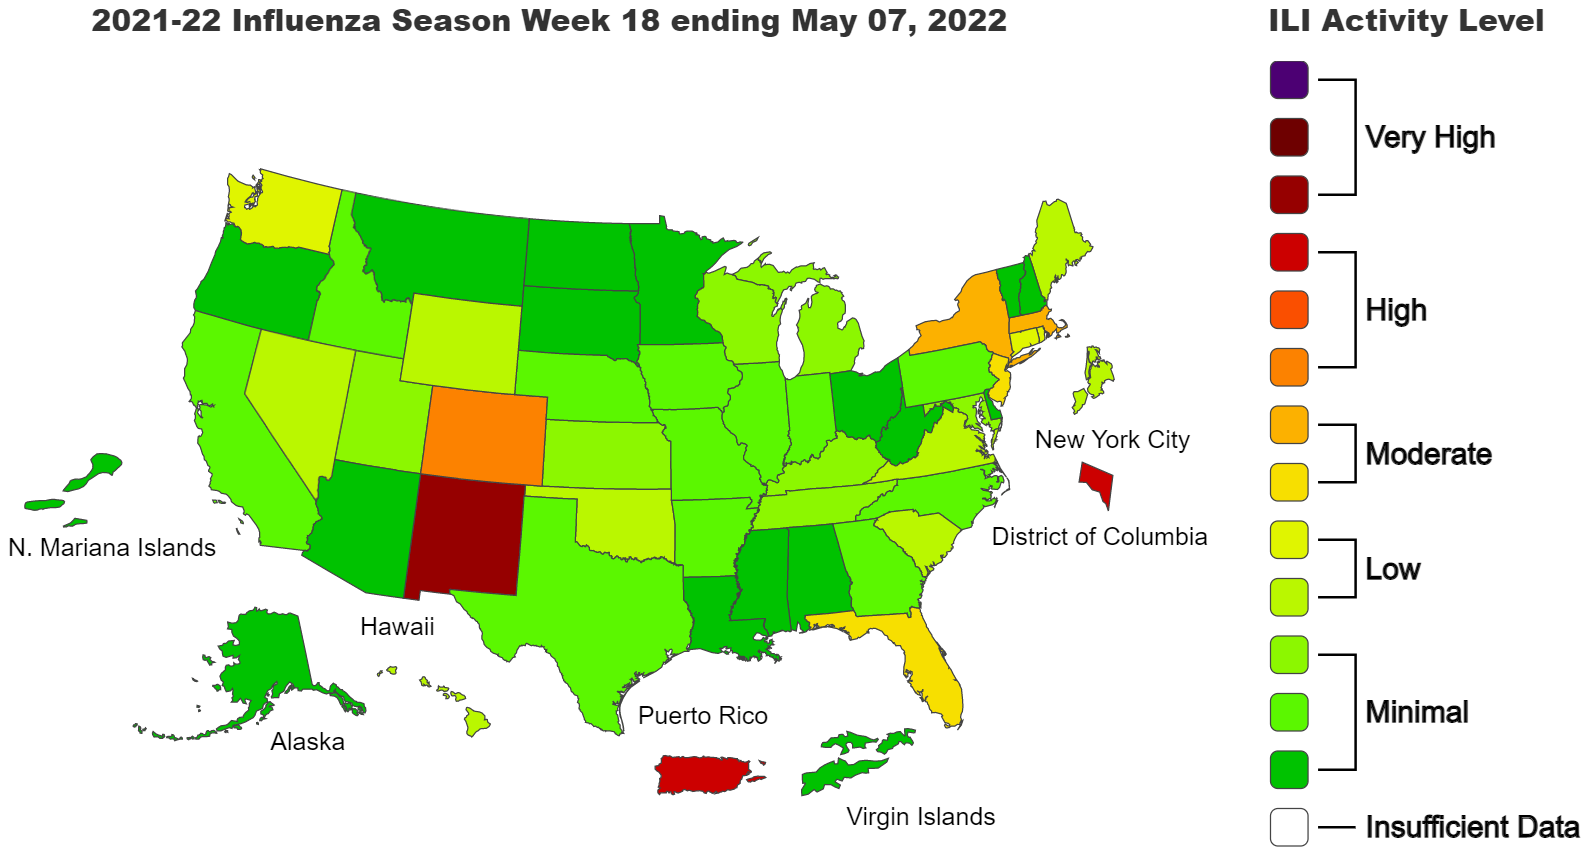 2021-22 Influenza Season Week 18 ending May 07, 2022
ILI Activity Level
Very High
High
Moderate
Low
Minimal
Insufficient Data
New York City
District of Columbia
N. Mariana Islands
Hawaii
Alaska
Puerto Rico
Virgin Islands